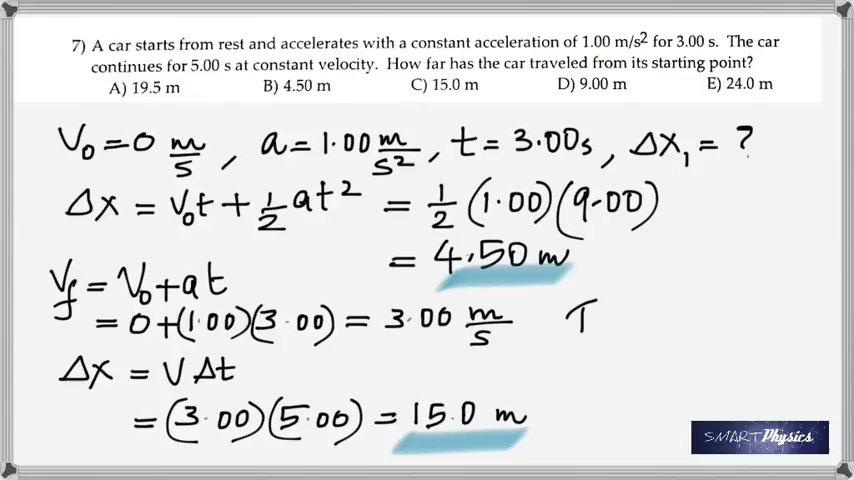 7) A car starts from rest and accelerates with a constant acceleration of 1.00 m/s² for 3.00 s. The car
continues for 5.00 s at constant velocity. How far has the car traveled from its starting point?
A) 19.5 m B) 4.50 m C) 15.0 m D) 9.00 m E) 24.0 m
V₀ = 0 m/s, a = 1.00 m/s², t = 3.00s, Δx₁ = ?
Δx = V₀t + 1/2 at² = 1/2 (1.00)(9.00)
= 4.50 m
Vf = V₀ + at
= 0 + (1.00)(3.00) = 3.00 m/s T
Δx = V Δt
= (3.00)(5.00) = 15.0 m
SMART Physics